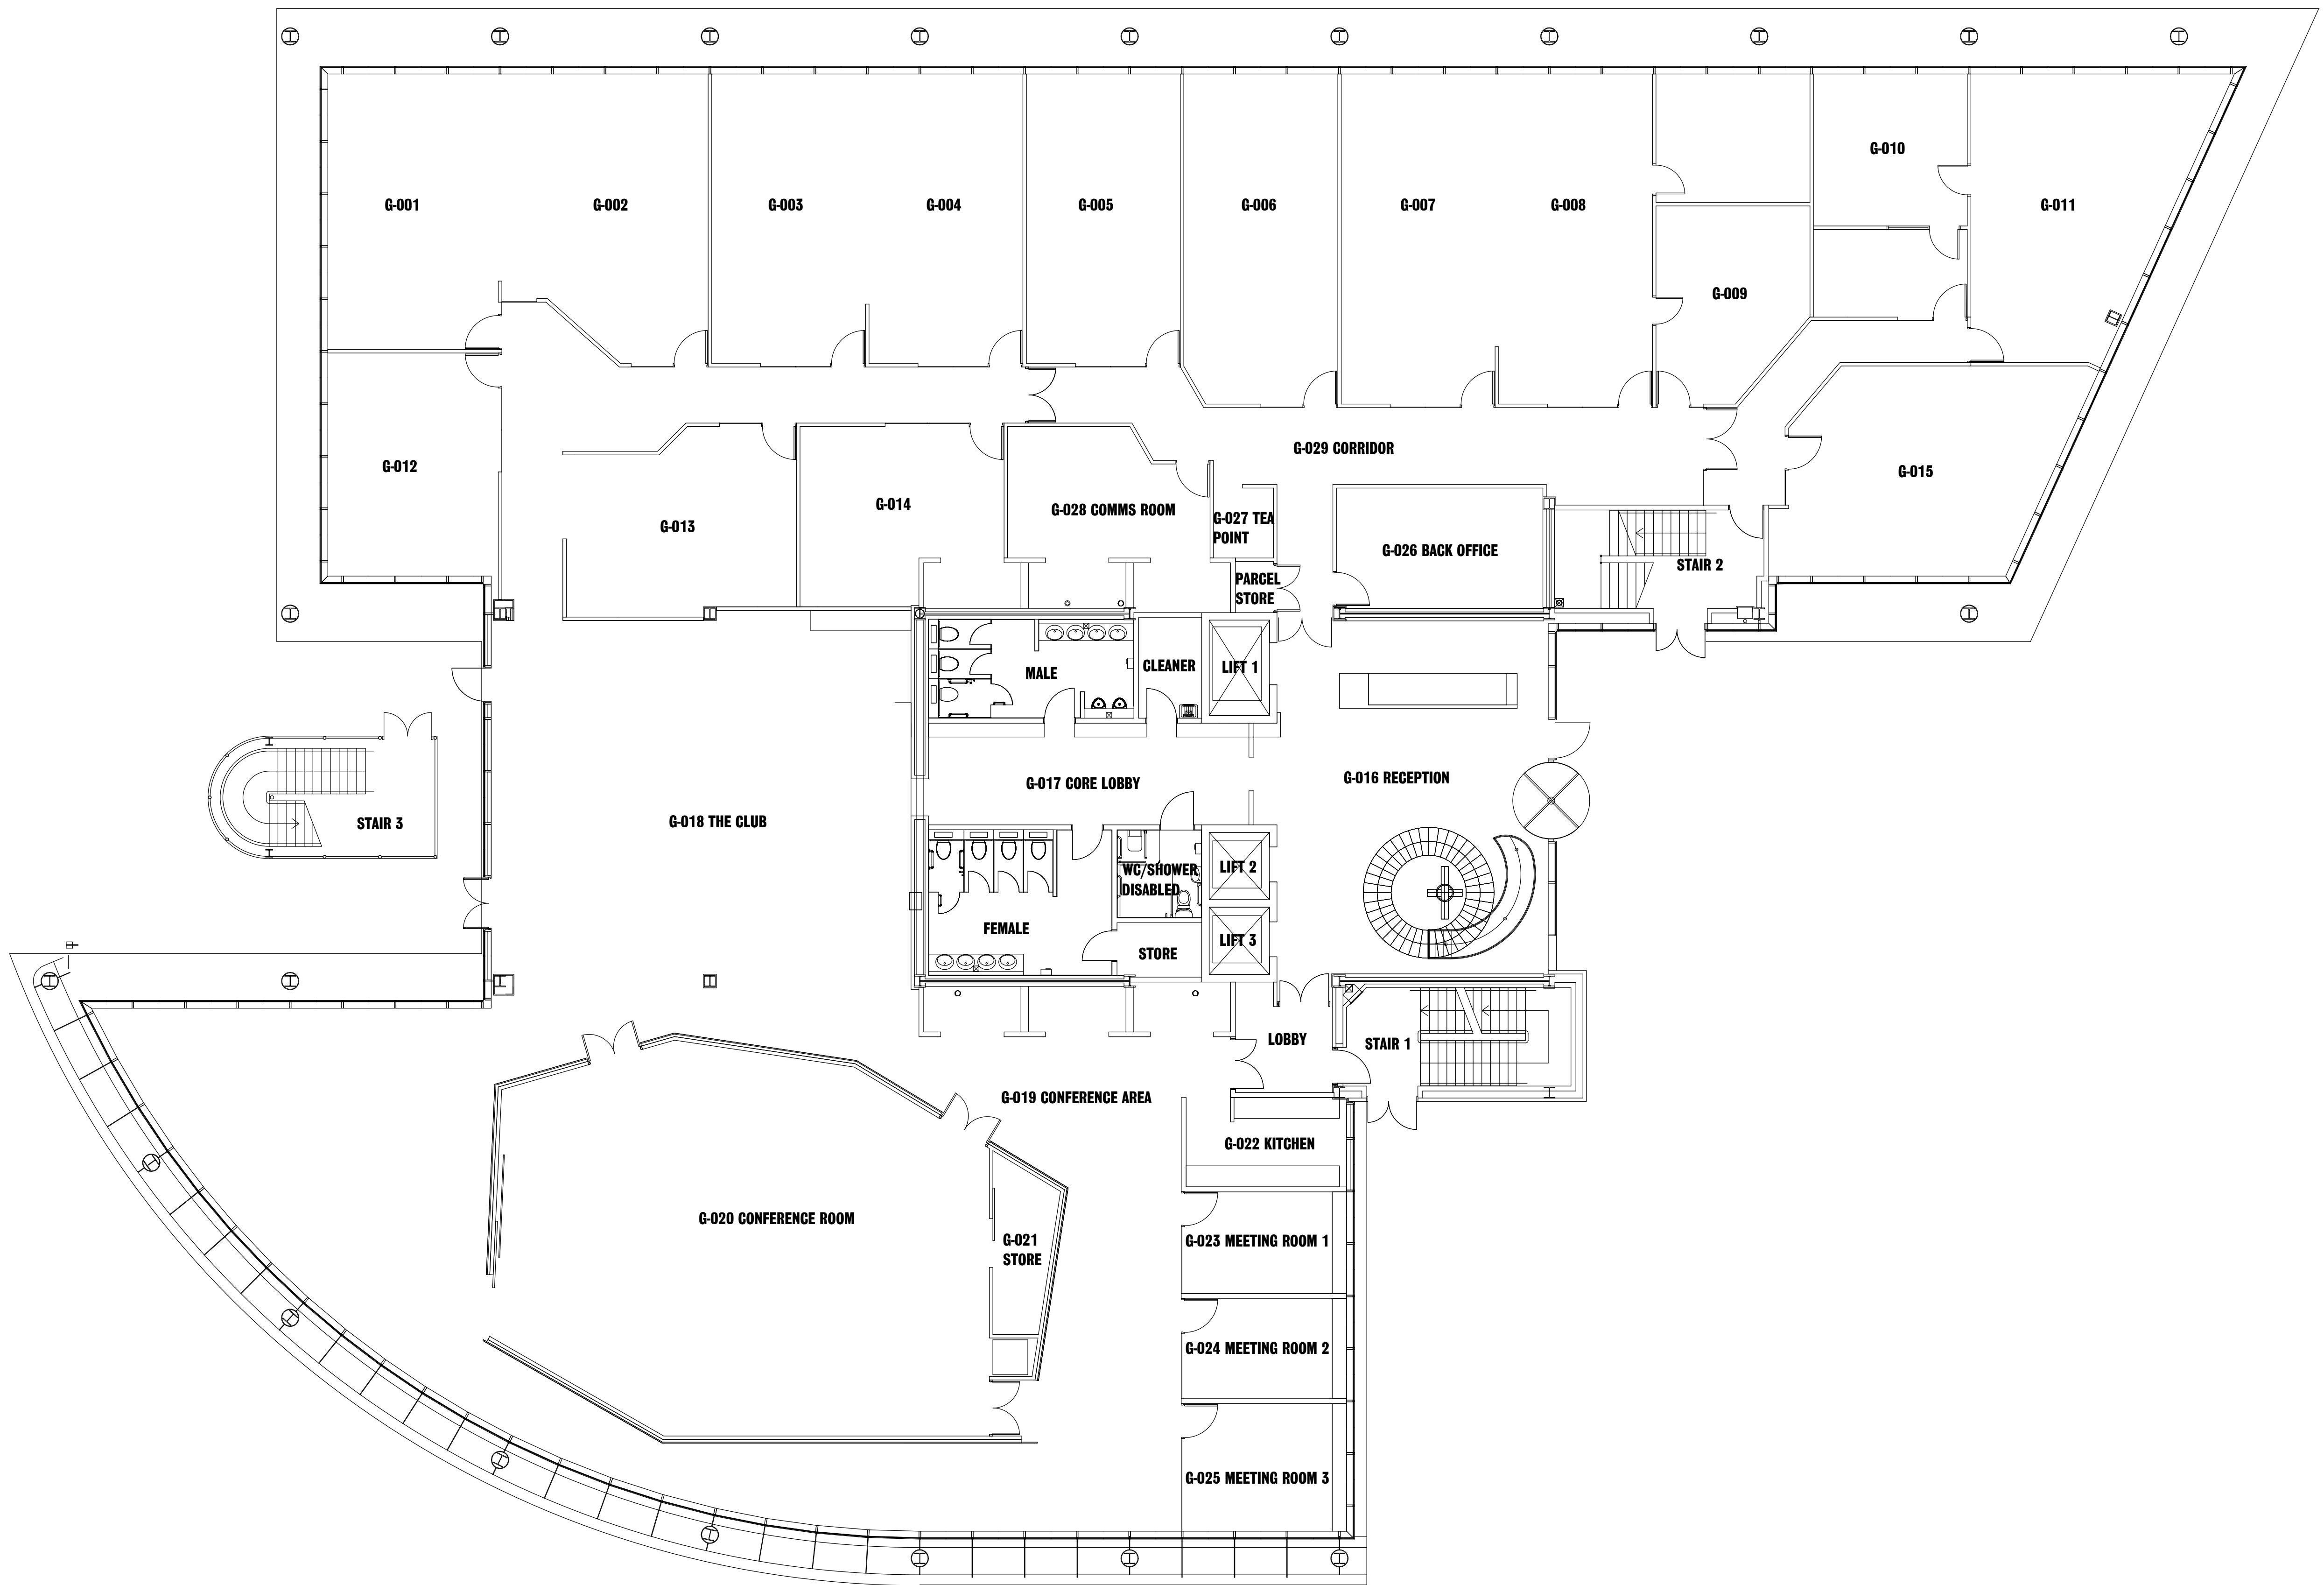 G-010
G-001
G-002
G-003
G-004
G-005
G-006
G-007
G-008
G-011
G-009
G-029 CORRIDOR
G-012
G-015
G-014
G-028 COMMS ROOM
G-027 TEA
POINT
G-013
G-026 BACK OFFICE
STAIR 2
PARCEL
STORE
MALE
CLEANER
LIFT 1
G-017 CORE LOBBY
G-016 RECEPTION
STAIR 3
G-018 THE CLUB
WC/SHOWER
DISABLED
LIFT 2
FEMALE
STORE
LIFT 3
LOBBY
STAIR 1
G-019 CONFERENCE AREA
G-022 KITCHEN
G-020 CONFERENCE ROOM
G-021
STORE
G-023 MEETING ROOM 1
G-024 MEETING ROOM 2
G-025 MEETING ROOM 3